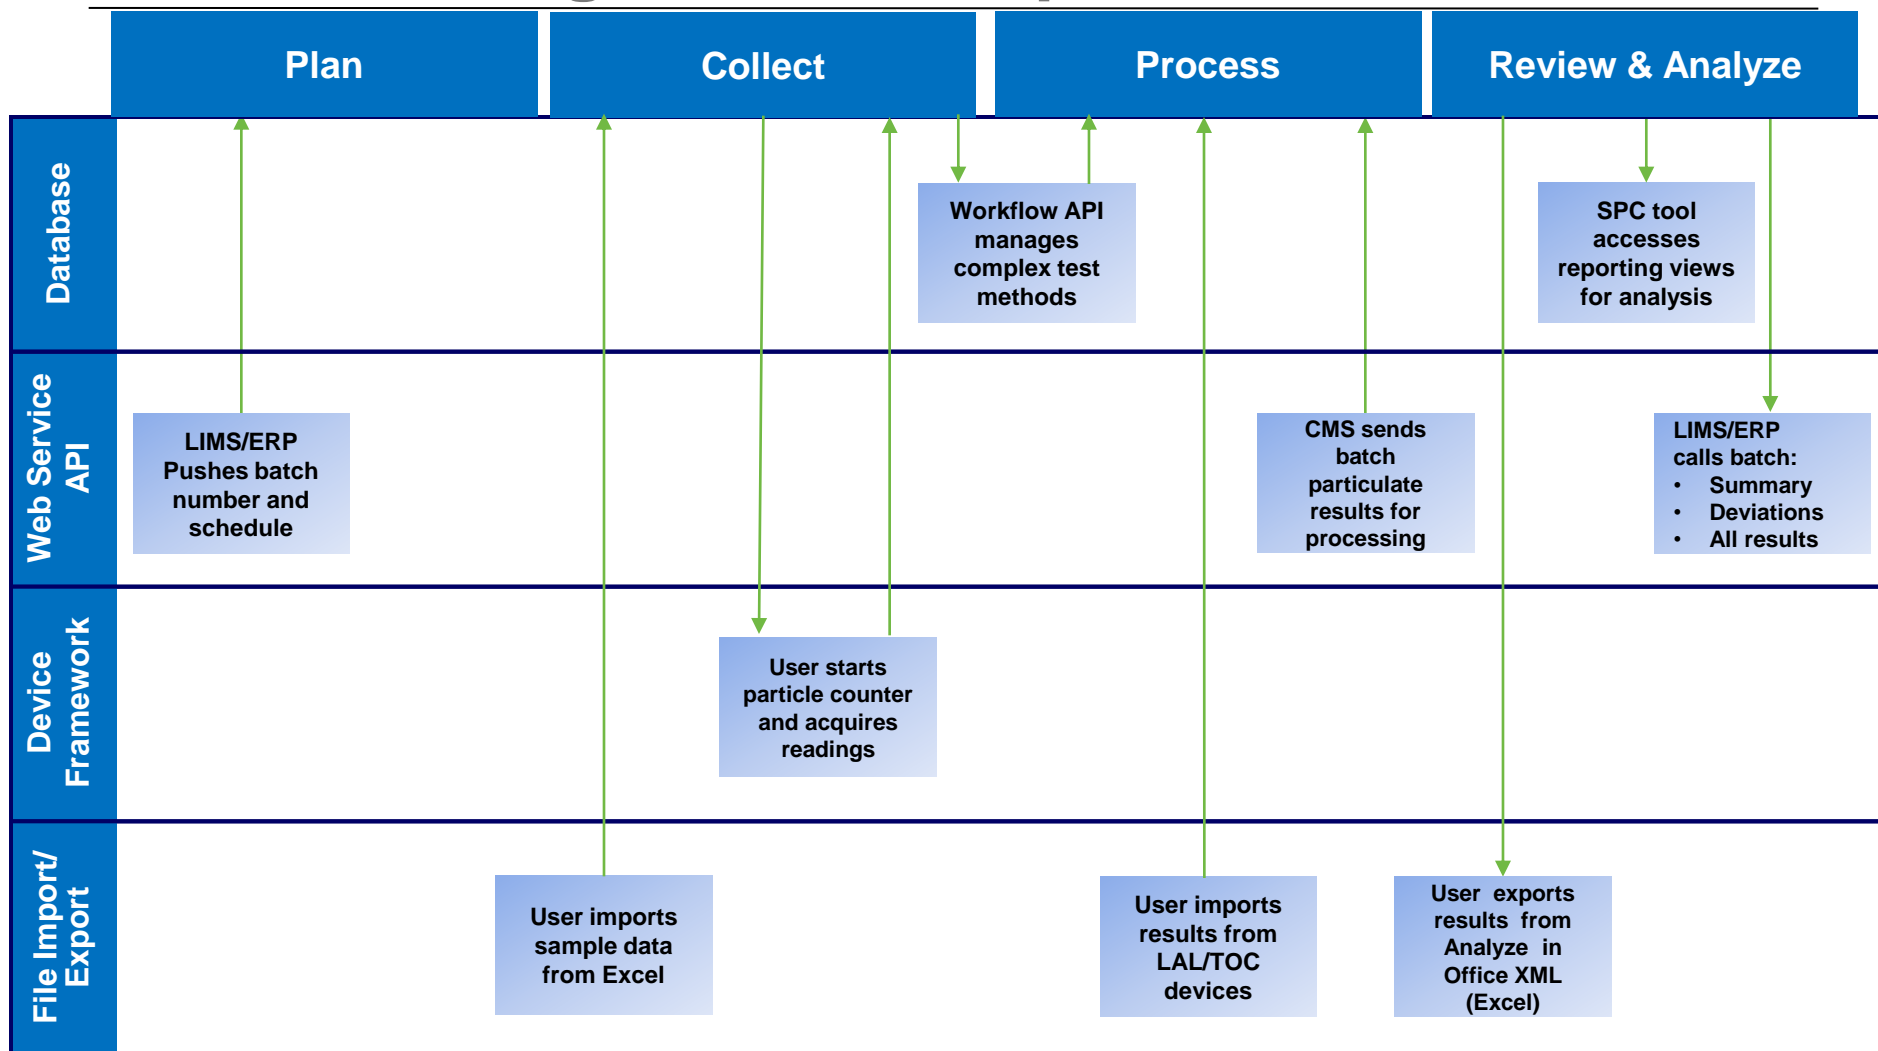 Plan
Collect
Process
Review & Analyze
Database
Workflow API
manages
complex test
methods
SPC tool
accesses
reporting views
for analysis
Web Service
API
LIMS/ERP
Pushes batch
number and
schedule
CMS sends
batch
particulate
results for
processing
LIMS/ERP
calls batch:
• Summary
• Deviations
• All results
Device
Framework
User starts
particle counter
and acquires
readings
File Import/
Export
User imports
sample data
from Excel
User imports
results from
LAL/TOC
devices
User exports
results from
Analyze in
Office XML
(Excel)